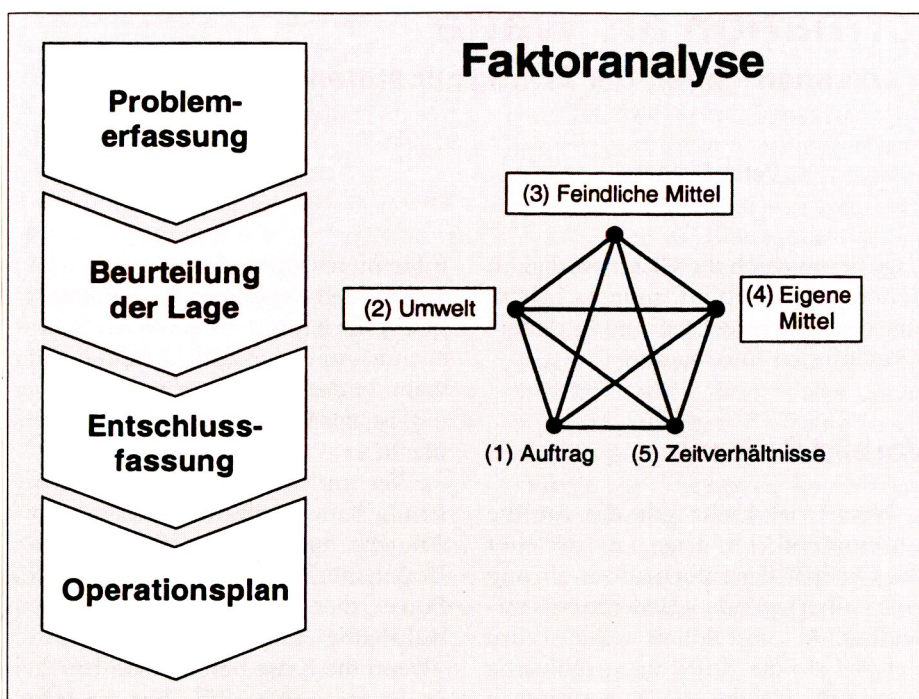 Problem-
erfassung
Beurteilung
der Lage
Entschluss-
fassung
Operationsplan
Faktoranalyse
(3) Feindliche Mittel
(2) Umwelt
(4) Eigene
Mittel
(1) Auftrag
(5) Zeitverhältnisse